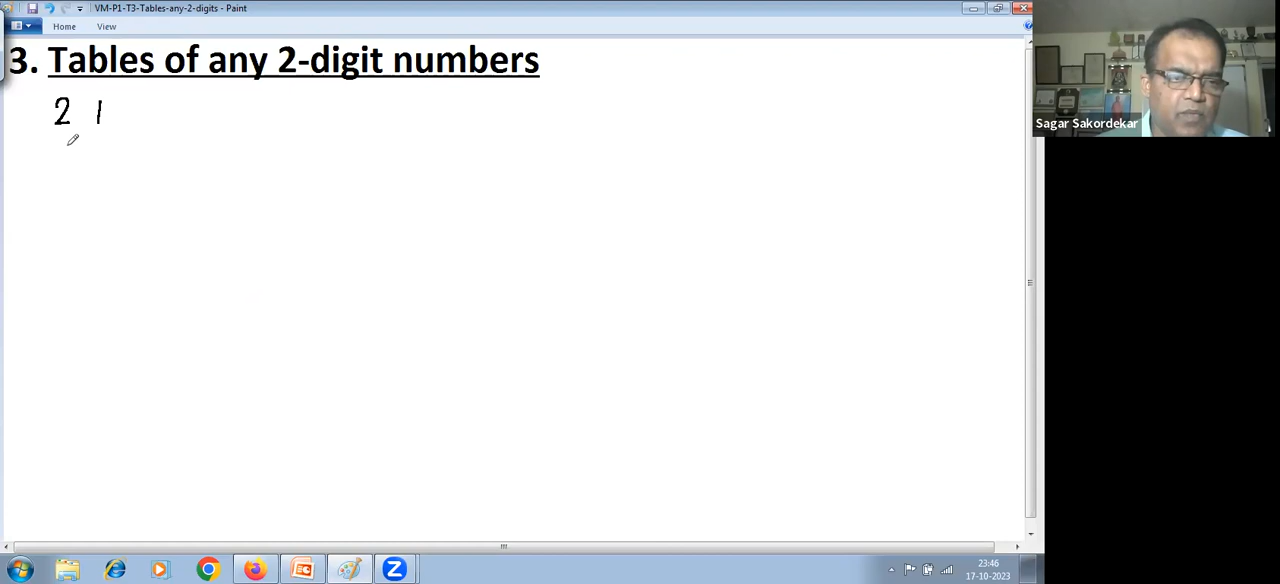 VM-P1-T3-Tables-any-2-digits - Paint
Home View
3. Tables of any 2-digit numbers
2 1
Sagar Sakordekar
23:46
17-10-2023